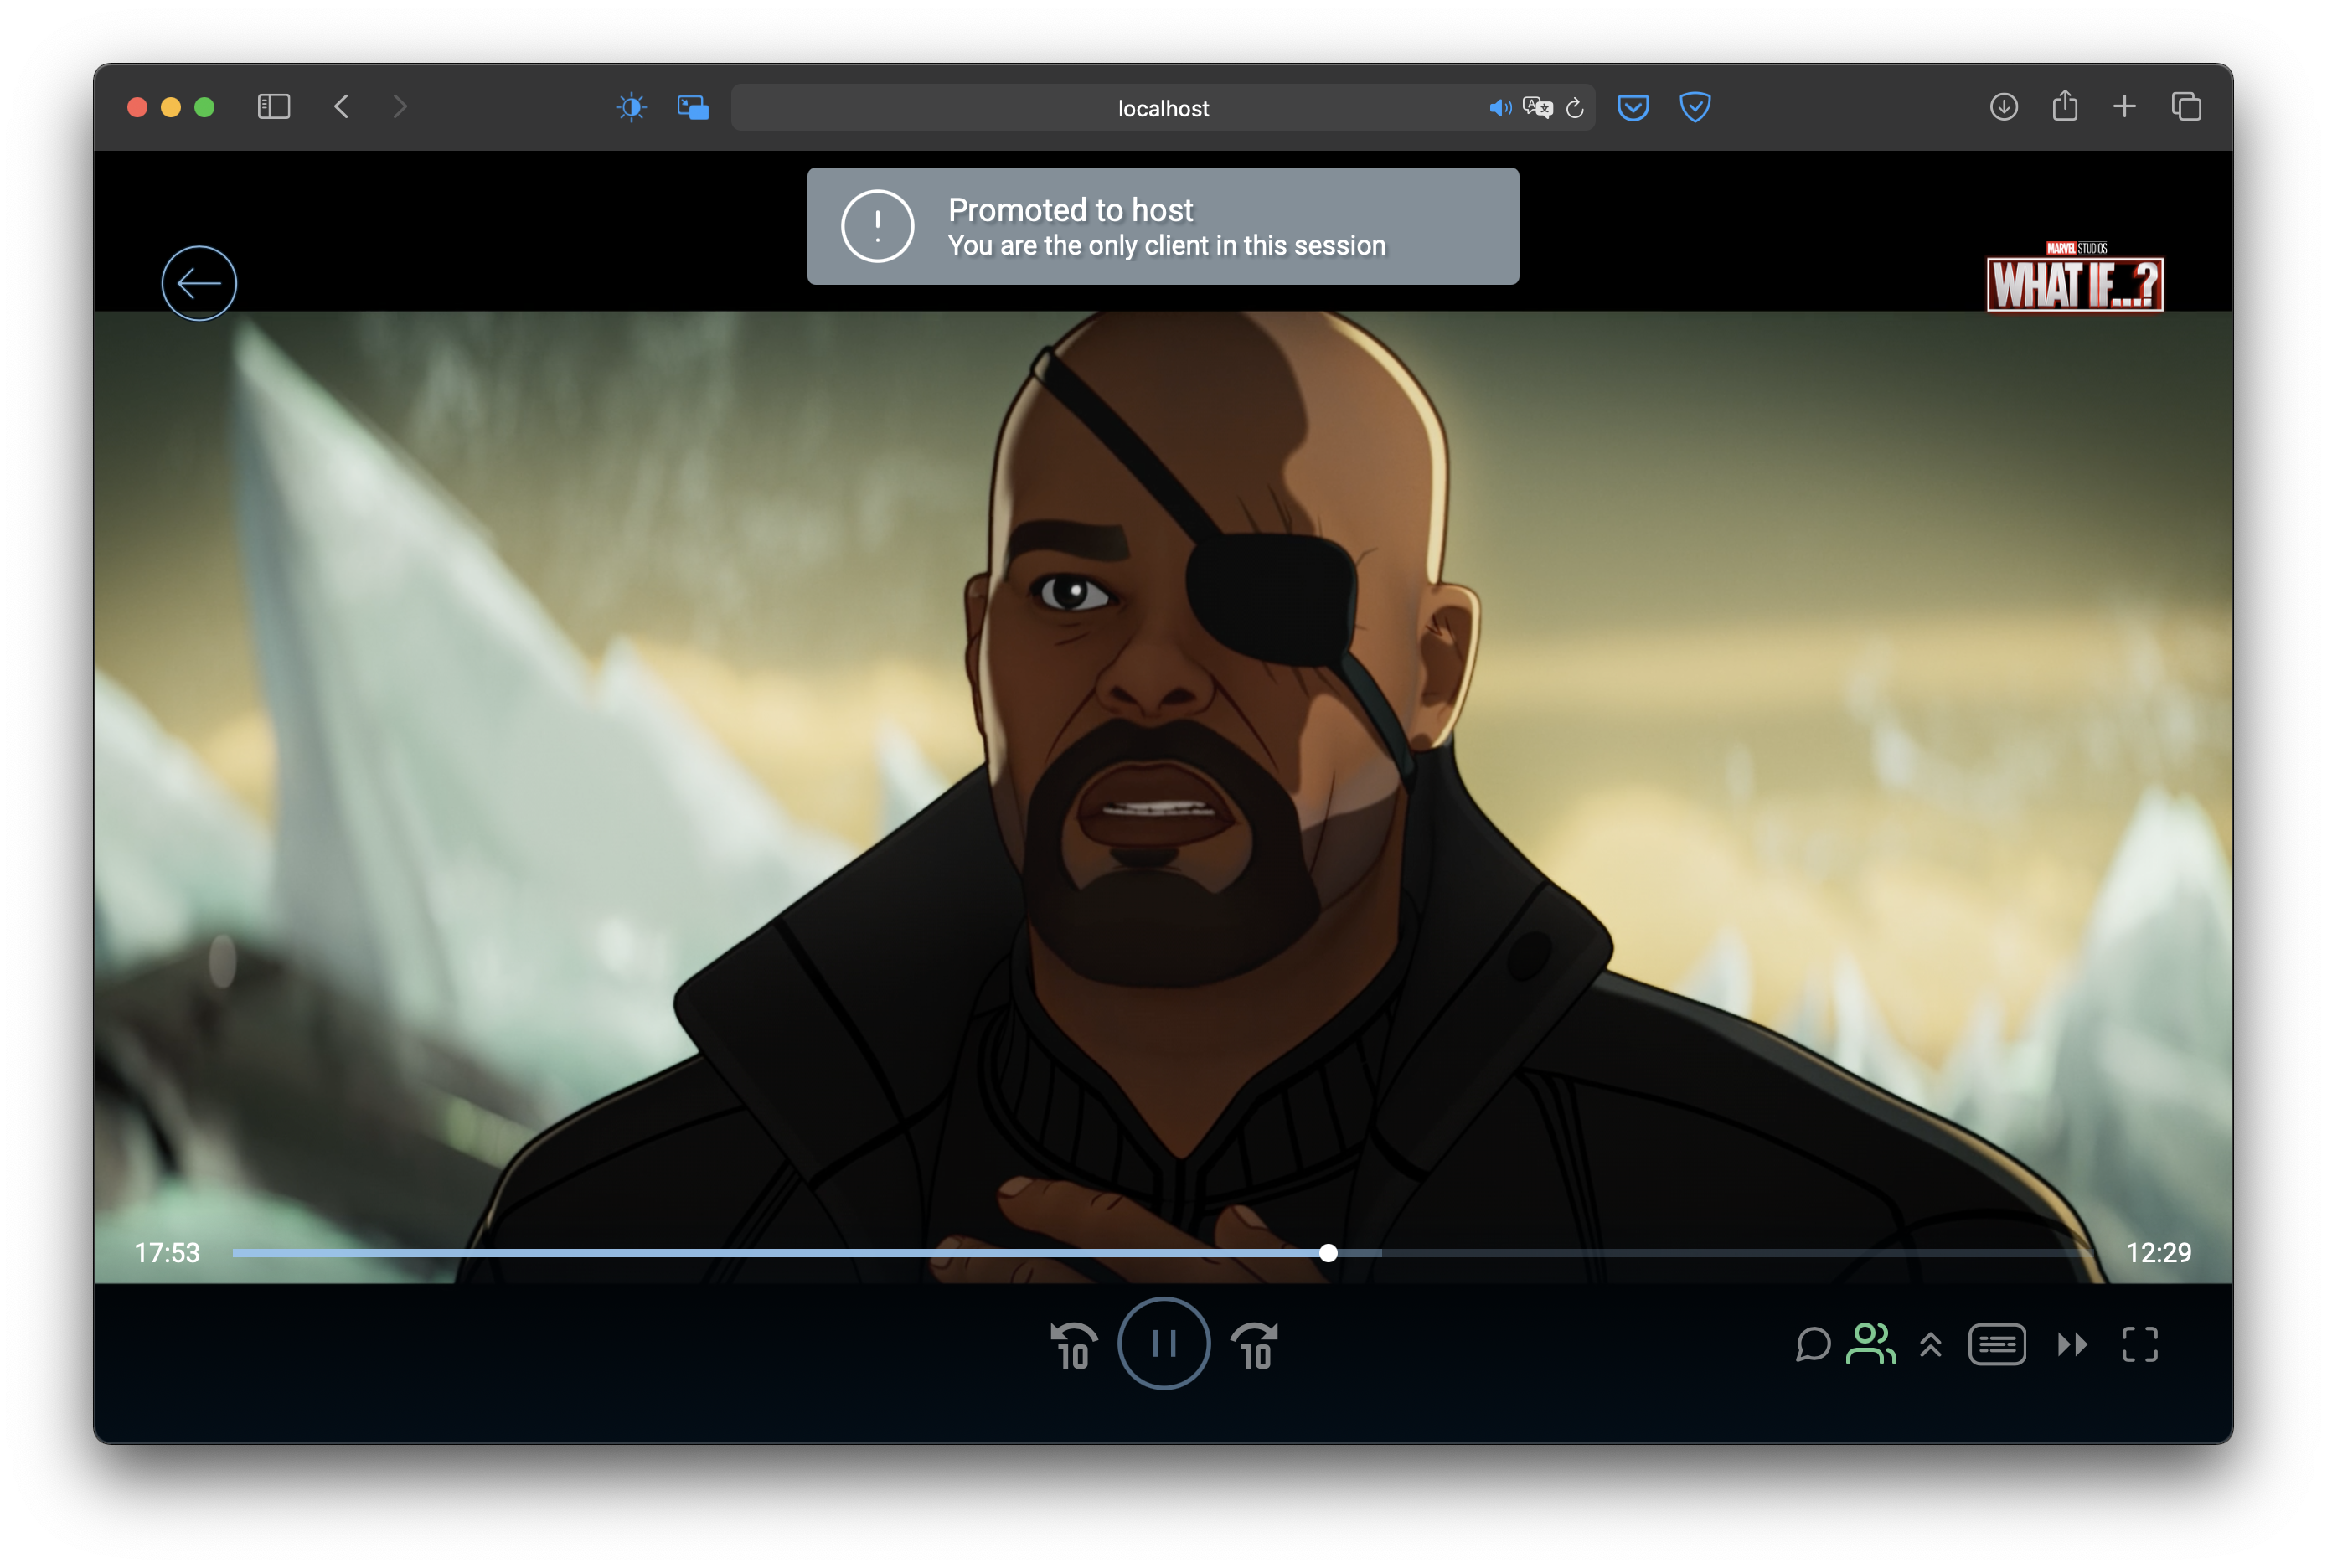 localhost
Promoted to host
You are the only client in this session
MARVEL STUDIOS
WHAT IF...?
17:53
12:29
10
10